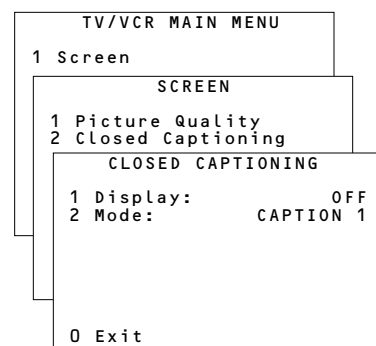 TV/VCR MAIN MENU
1 Screen
SCREEN
1 Picture Quality
2 Closed Captioning
CLOSED CAPTIONING
1 Display: OFF
2 Mode: CAPTION 1
0 Exit